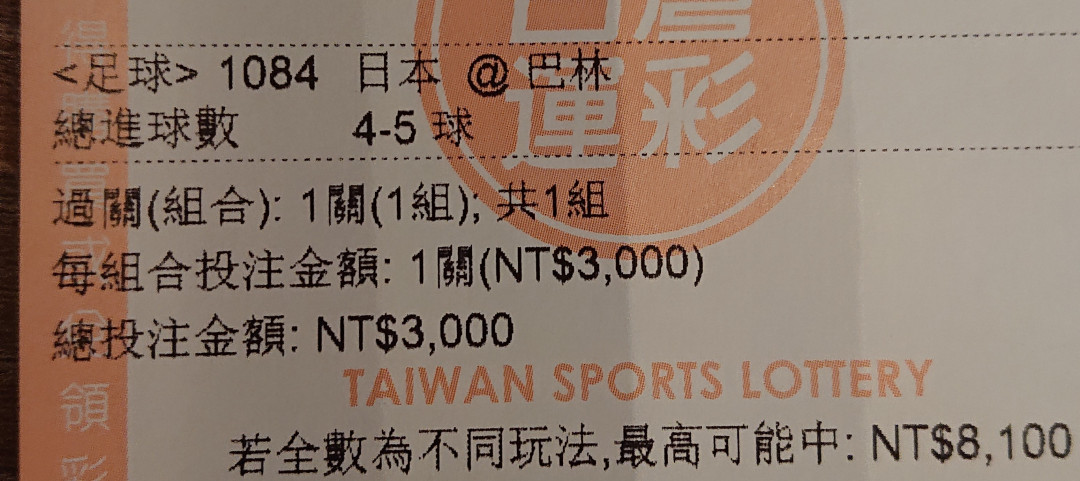 <足球> 1084 日本 @ 巴林
總進球數 4-5 球
過關(組合): 1關(1組); 共1組
每組合投注金額: 1關(NT$3,000)
總投注金額: NT$3,000
TAIWAN SPORTS LOTTERY
若全數為不同玩法,最高可能中: NT$8,100
運彩
領